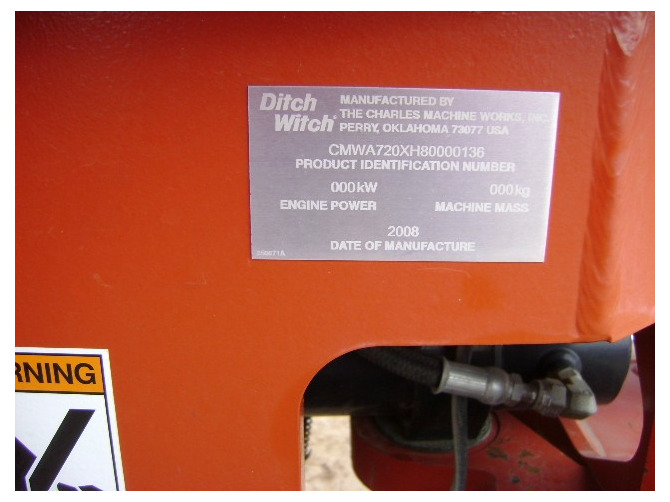 Ditch Witch®
MANUFACTURED BY
THE CHARLES MACHINE WORKS, INC.
PERRY, OKLAHOMA 73077 USA
CMWA720XH80000136
PRODUCT IDENTIFICATION NUMBER
000kW 000kg
ENGINE POWER MACHINE MASS
2008
DATE OF MANUFACTURE
RNING